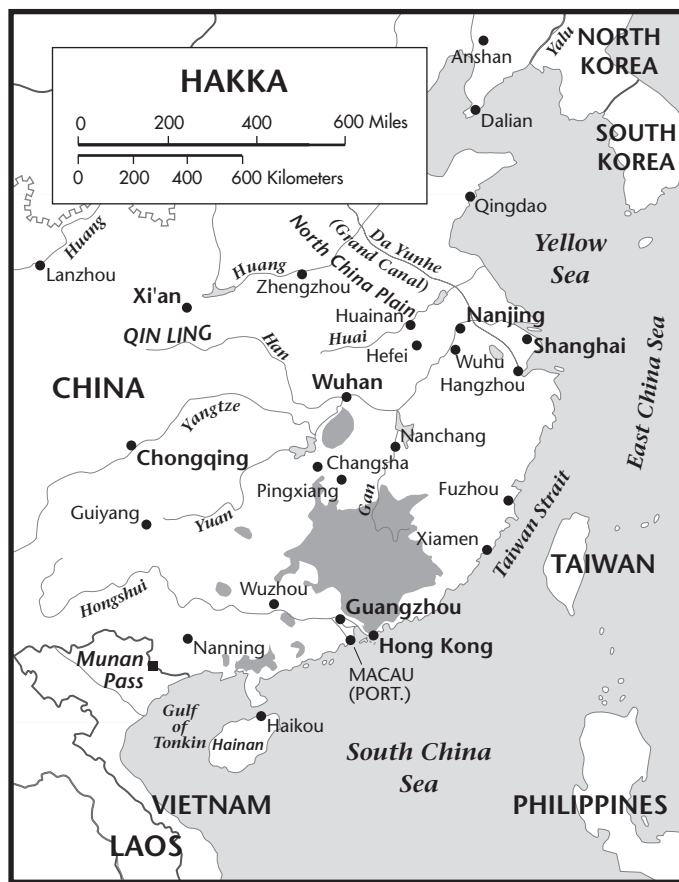 HAKKA
0 200 400 600 Miles
0 200 400 600 Kilometers
Anshan
Yalu
NORTH
KOREA
Dalian
SOUTH
KOREA
Qingdao
Yellow
Sea
Huang
Lanzhou
Huang
Zhengzhou
North China Plain
Da Yunhe
(Grand Canal)
Xi'an
QIN LING
Han
Huainan
Huai
Hefei
Nanjing
Wuhu
Shanghai
Hangzhou
East China Sea
CHINA
Wuhan
Yangtze
Chongqing
Nanchang
Changsha
Pingxiang
Gan
Fuzhou
Guiyang
Yuan
Xiamen
Taiwan Strait
TAIWAN
Hongshui
Wuzhou
Guangzhou
Nanning
Hong Kong
Munan
Pass
MACAU
(PORT.)
Gulf
of
Tonkin
Haikou
Hainan
South China
Sea
VIETNAM
PHILIPPINES
LAOS